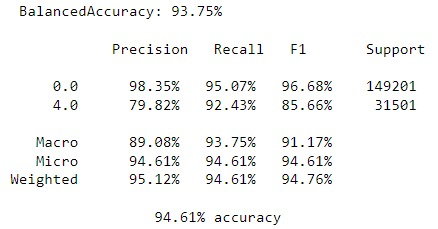 BalancedAccuracy: 93.75%
Precision Recall F1 Support
0.0 98.35% 95.07% 96.68% 149201
4.0 79.82% 92.43% 85.66% 31501
Macro 89.08% 93.75% 91.17%
Micro 94.61% 94.61% 94.61%
Weighted 95.12% 94.61% 94.76%
94.61% accuracy